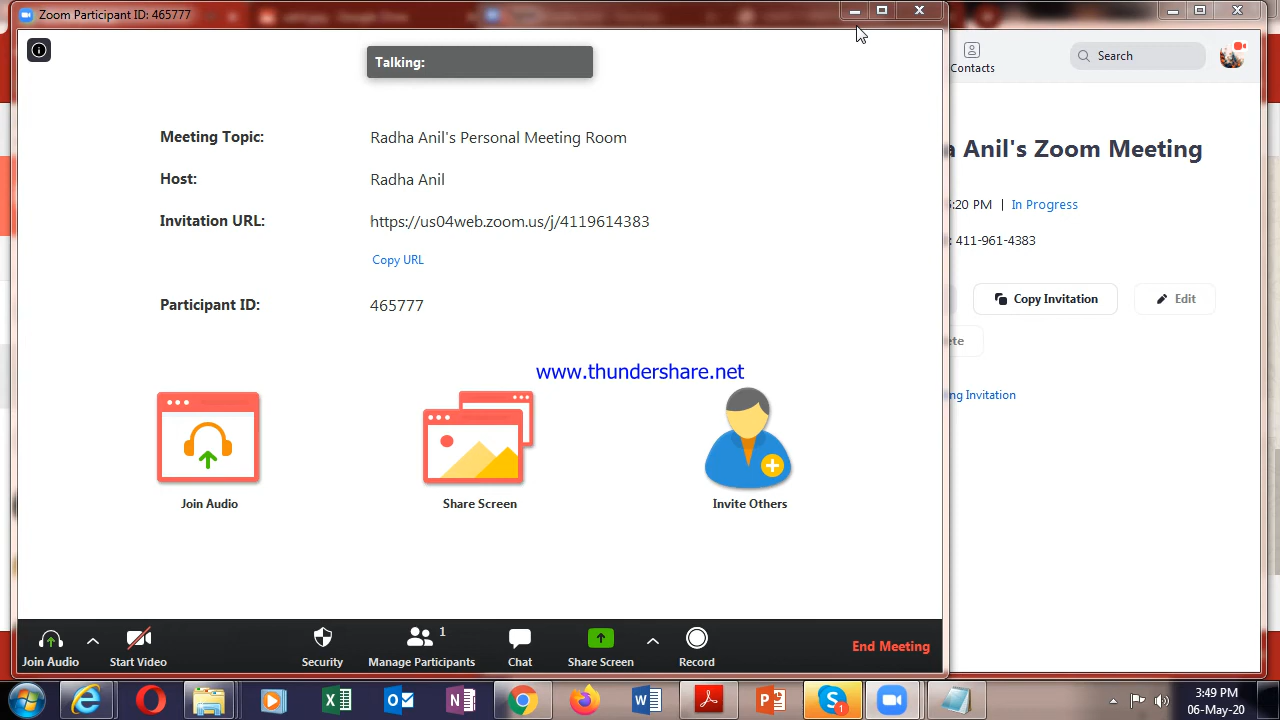 Zoom Participant ID: 465777
Talking:
Contacts
Search
Meeting Topic: Radha Anil's Personal Meeting Room
Host: Radha Anil
Invitation URL: https://us04web.zoom.us/j/4119614383
Copy URL
Participant ID: 465777
a Anil's Zoom Meeting
:20 PM | In Progress
: 411-961-4383
Copy Invitation
Edit
ete
ng Invitation
www.thundershare.net
Join Audio
Share Screen
Invite Others
Join Audio
Start Video
Security
Manage Participants
1
Chat
Share Screen
Record
End Meeting
1
3:49 PM
06-May-20